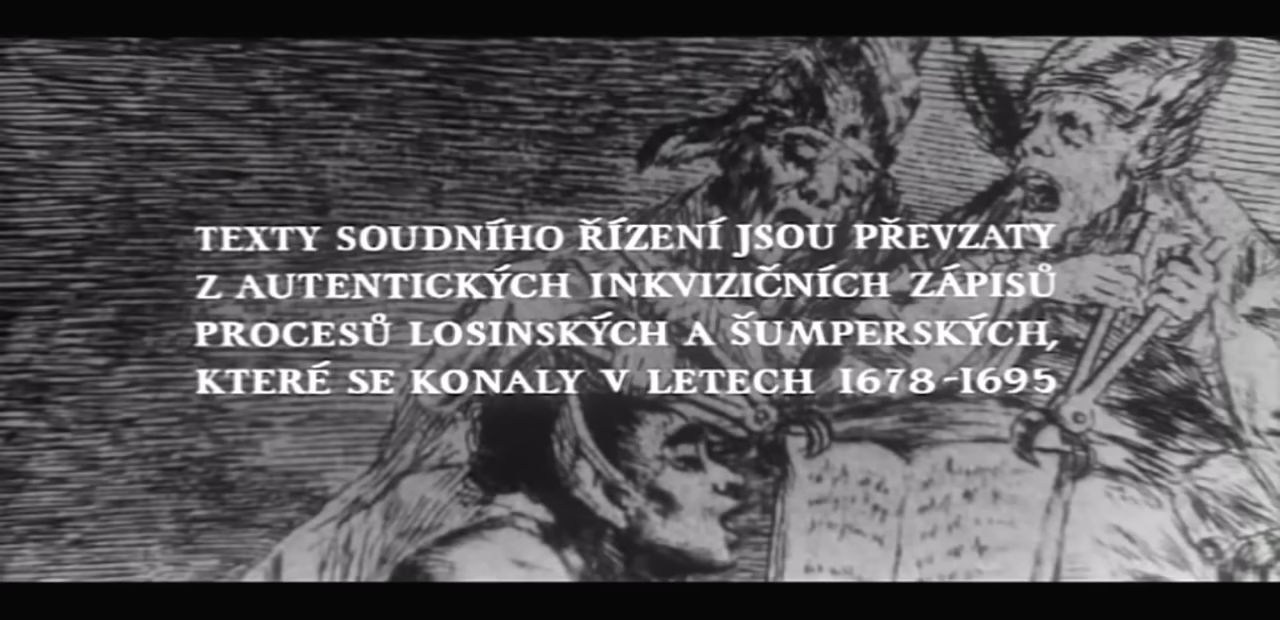 TEXTY SOUDNÍHO ŘÍZENÍ JSOU PŘEVZATY
Z AUTENTICKÝCH INKVIZIČNÍCH ZÁPISŮ
PROCESŮ LOSINSKÝCH A ŠUMPERSKÝCH,
KTERÉ SE KONALY V LETECH 1678-1695